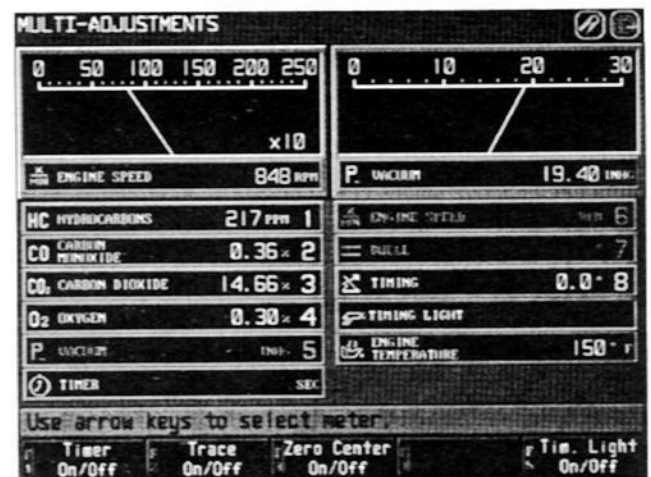 MULTI-ADJUSTMENTS
0 50 100 150 200 250
x10
ENGINE SPEED 848 RPM
0 10 20 30
P VACUUM 19.40 INHG
HC HYDROCARBONS 217 PPM 1
CO CARBON MONOXIDE 0.36% 2
CO2 CARBON DIOXIDE 14.66% 3
O2 OXYGEN 0.30% 4
P VACUUM INHG 5
TIMER SEC
ENGINE SPEED 6
DWELL ° 7
TIMING 0.0° 8
TIMING LIGHT
ENGINE TEMPERATURE 150° F
Use arrow keys to select meter.
Timer On/Off
Trace On/Off
Zero Center On/Off
Tim. Light On/Off